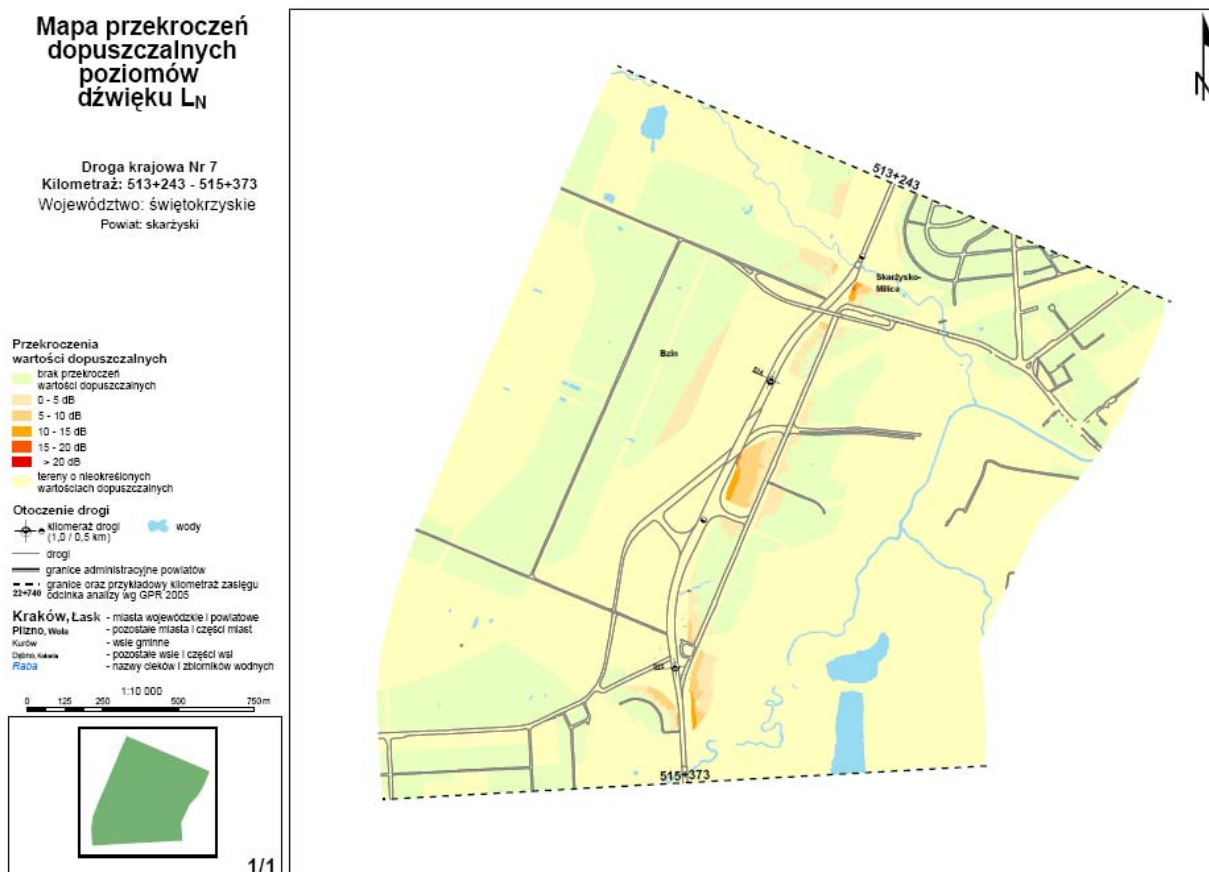 Mapa przekroczeń
dopuszczalnych
poziomów
dźwięku LN
Droga krajowa Nr 7
Kilometraż: 513+243 - 515+373
Województwo: świętokrzyskie
Powiat: skarżyski
Przekroczenia
wartości dopuszczalnych
brak przekroczeń
wartości dopuszczalnych
0 - 5 dB
5 - 10 dB
10 - 15 dB
15 - 20 dB
> 20 dB
tereny o nieokreślonych
wartościach dopuszczalnych
Otoczenie drogi
kilometraż drogi
(1,0 / 0,5 km)
wody
drogi
granice administracyjne powiatów
granice oraz przykładowy kilometraż zasięgu
22+740 odcinka analizy wg GPR 2005
Kraków, Łask - miasta wojewódzkie i powiatowe
Pilzno, Wola - pozostałe miasta i części miast
Kurów - wsie gminne
Dębno, - pozostałe wsie i części wsi
Raba - nazwy cieków i zbiorników wodnych
1:10 000
0 125 250 500 750 m
1/1
N
513+243
Skarżysko-
Milica
Bzin
515+373